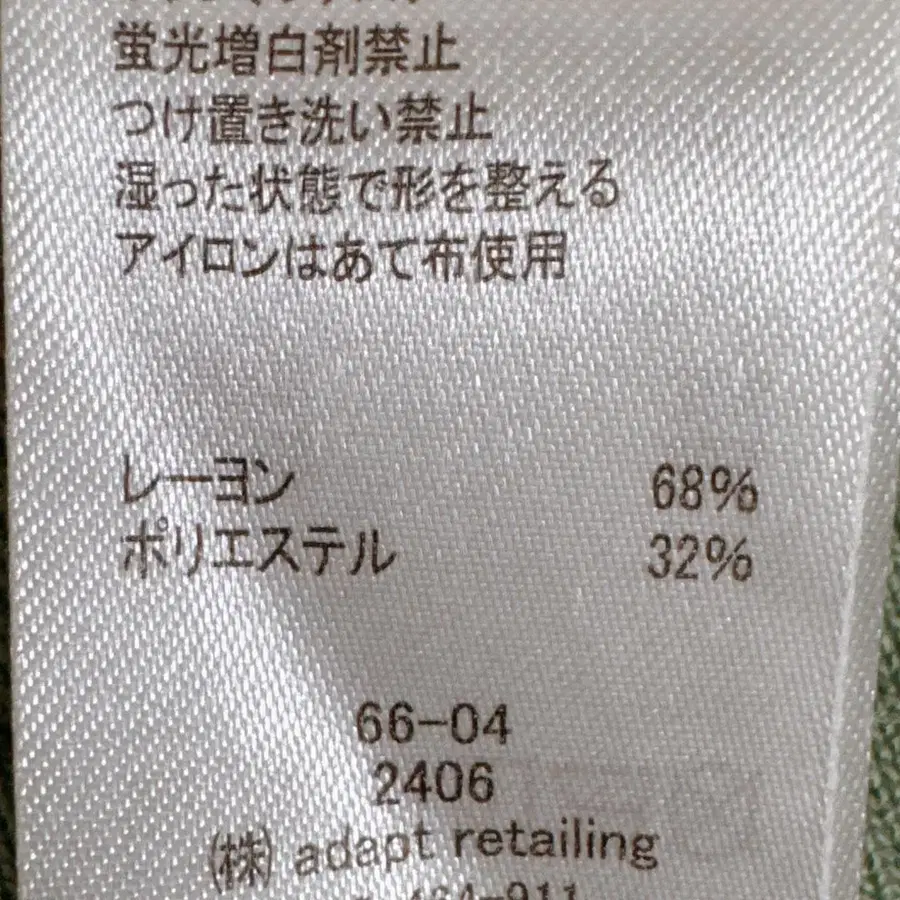 蛍光増白剤禁止
つけ置き洗い禁止
湿った状態で形を整える
アイロンはあて布使用
レーヨン 68%
ポリエステル 32%
66-04
2406
(株) adapt retailing